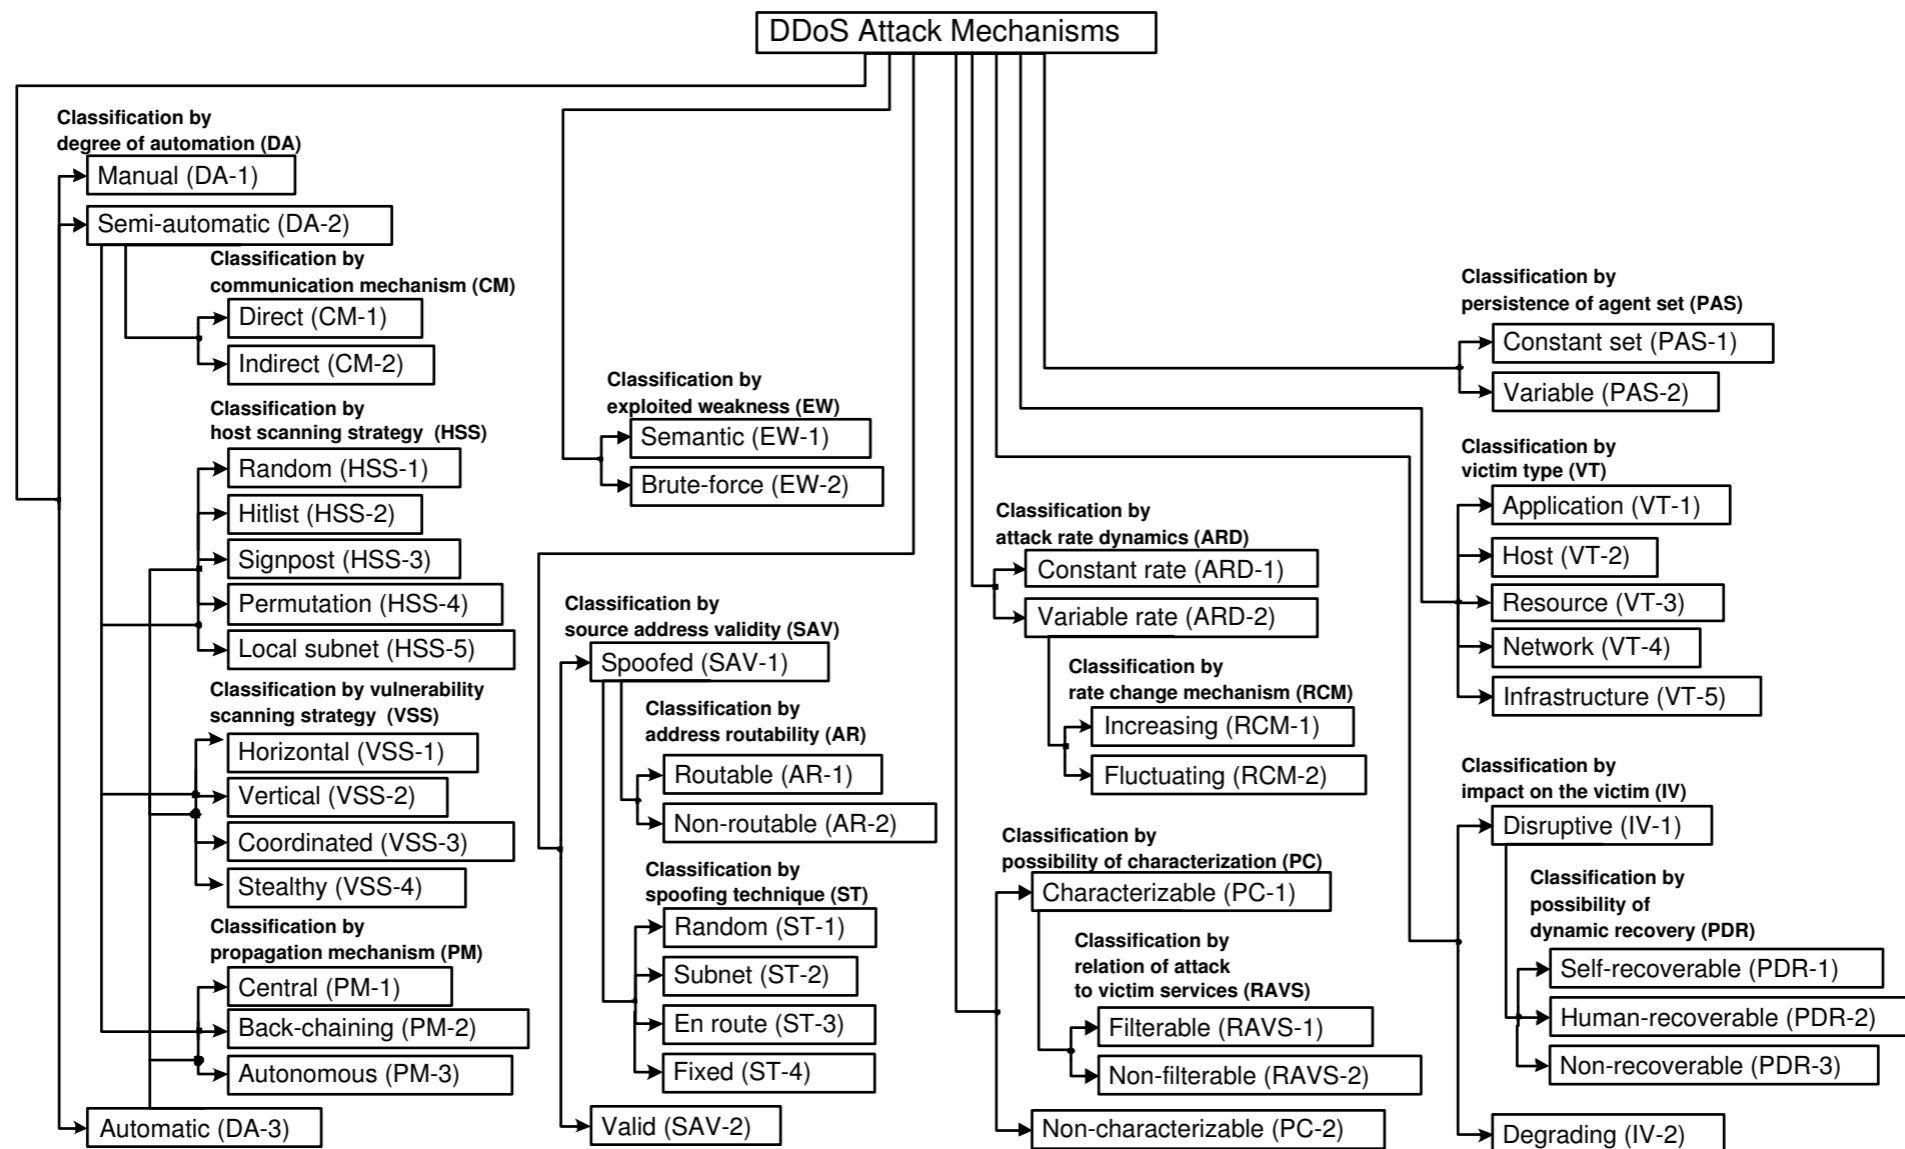 DDoS Attack Mechanisms
Classification by
degree of automation (DA)
Manual (DA-1)
Semi-automatic (DA-2)
Classification by
communication mechanism (CM)
Direct (CM-1)
Indirect (CM-2)
Classification by
host scanning strategy (HSS)
Random (HSS-1)
Hitlist (HSS-2)
Signpost (HSS-3)
Permutation (HSS-4)
Local subnet (HSS-5)
Classification by vulnerability
scanning strategy (VSS)
Horizontal (VSS-1)
Vertical (VSS-2)
Coordinated (VSS-3)
Stealthy (VSS-4)
Classification by
propagation mechanism (PM)
Central (PM-1)
Back-chaining (PM-2)
Autonomous (PM-3)
Automatic (DA-3)
Classification by
exploited weakness (EW)
Semantic (EW-1)
Brute-force (EW-2)
Classification by
source address validity (SAV)
Spoofed (SAV-1)
Classification by
address routability (AR)
Routable (AR-1)
Non-routable (AR-2)
Classification by
spoofing technique (ST)
Random (ST-1)
Subnet (ST-2)
En route (ST-3)
Fixed (ST-4)
Valid (SAV-2)
Classification by
attack rate dynamics (ARD)
Constant rate (ARD-1)
Variable rate (ARD-2)
Classification by
rate change mechanism (RCM)
Increasing (RCM-1)
Fluctuating (RCM-2)
Classification by
possibility of characterization (PC)
Characterizable (PC-1)
Classification by
relation of attack
to victim services (RAVS)
Filterable (RAVS-1)
Non-filterable (RAVS-2)
Non-characterizable (PC-2)
Classification by
persistence of agent set (PAS)
Constant set (PAS-1)
Variable (PAS-2)
Classification by
victim type (VT)
Application (VT-1)
Host (VT-2)
Resource (VT-3)
Network (VT-4)
Infrastructure (VT-5)
Classification by
impact on the victim (IV)
Disruptive (IV-1)
Classification by
possibility of
dynamic recovery (PDR)
Self-recoverable (PDR-1)
Human-recoverable (PDR-2)
Non-recoverable (PDR-3)
Degrading (IV-2)